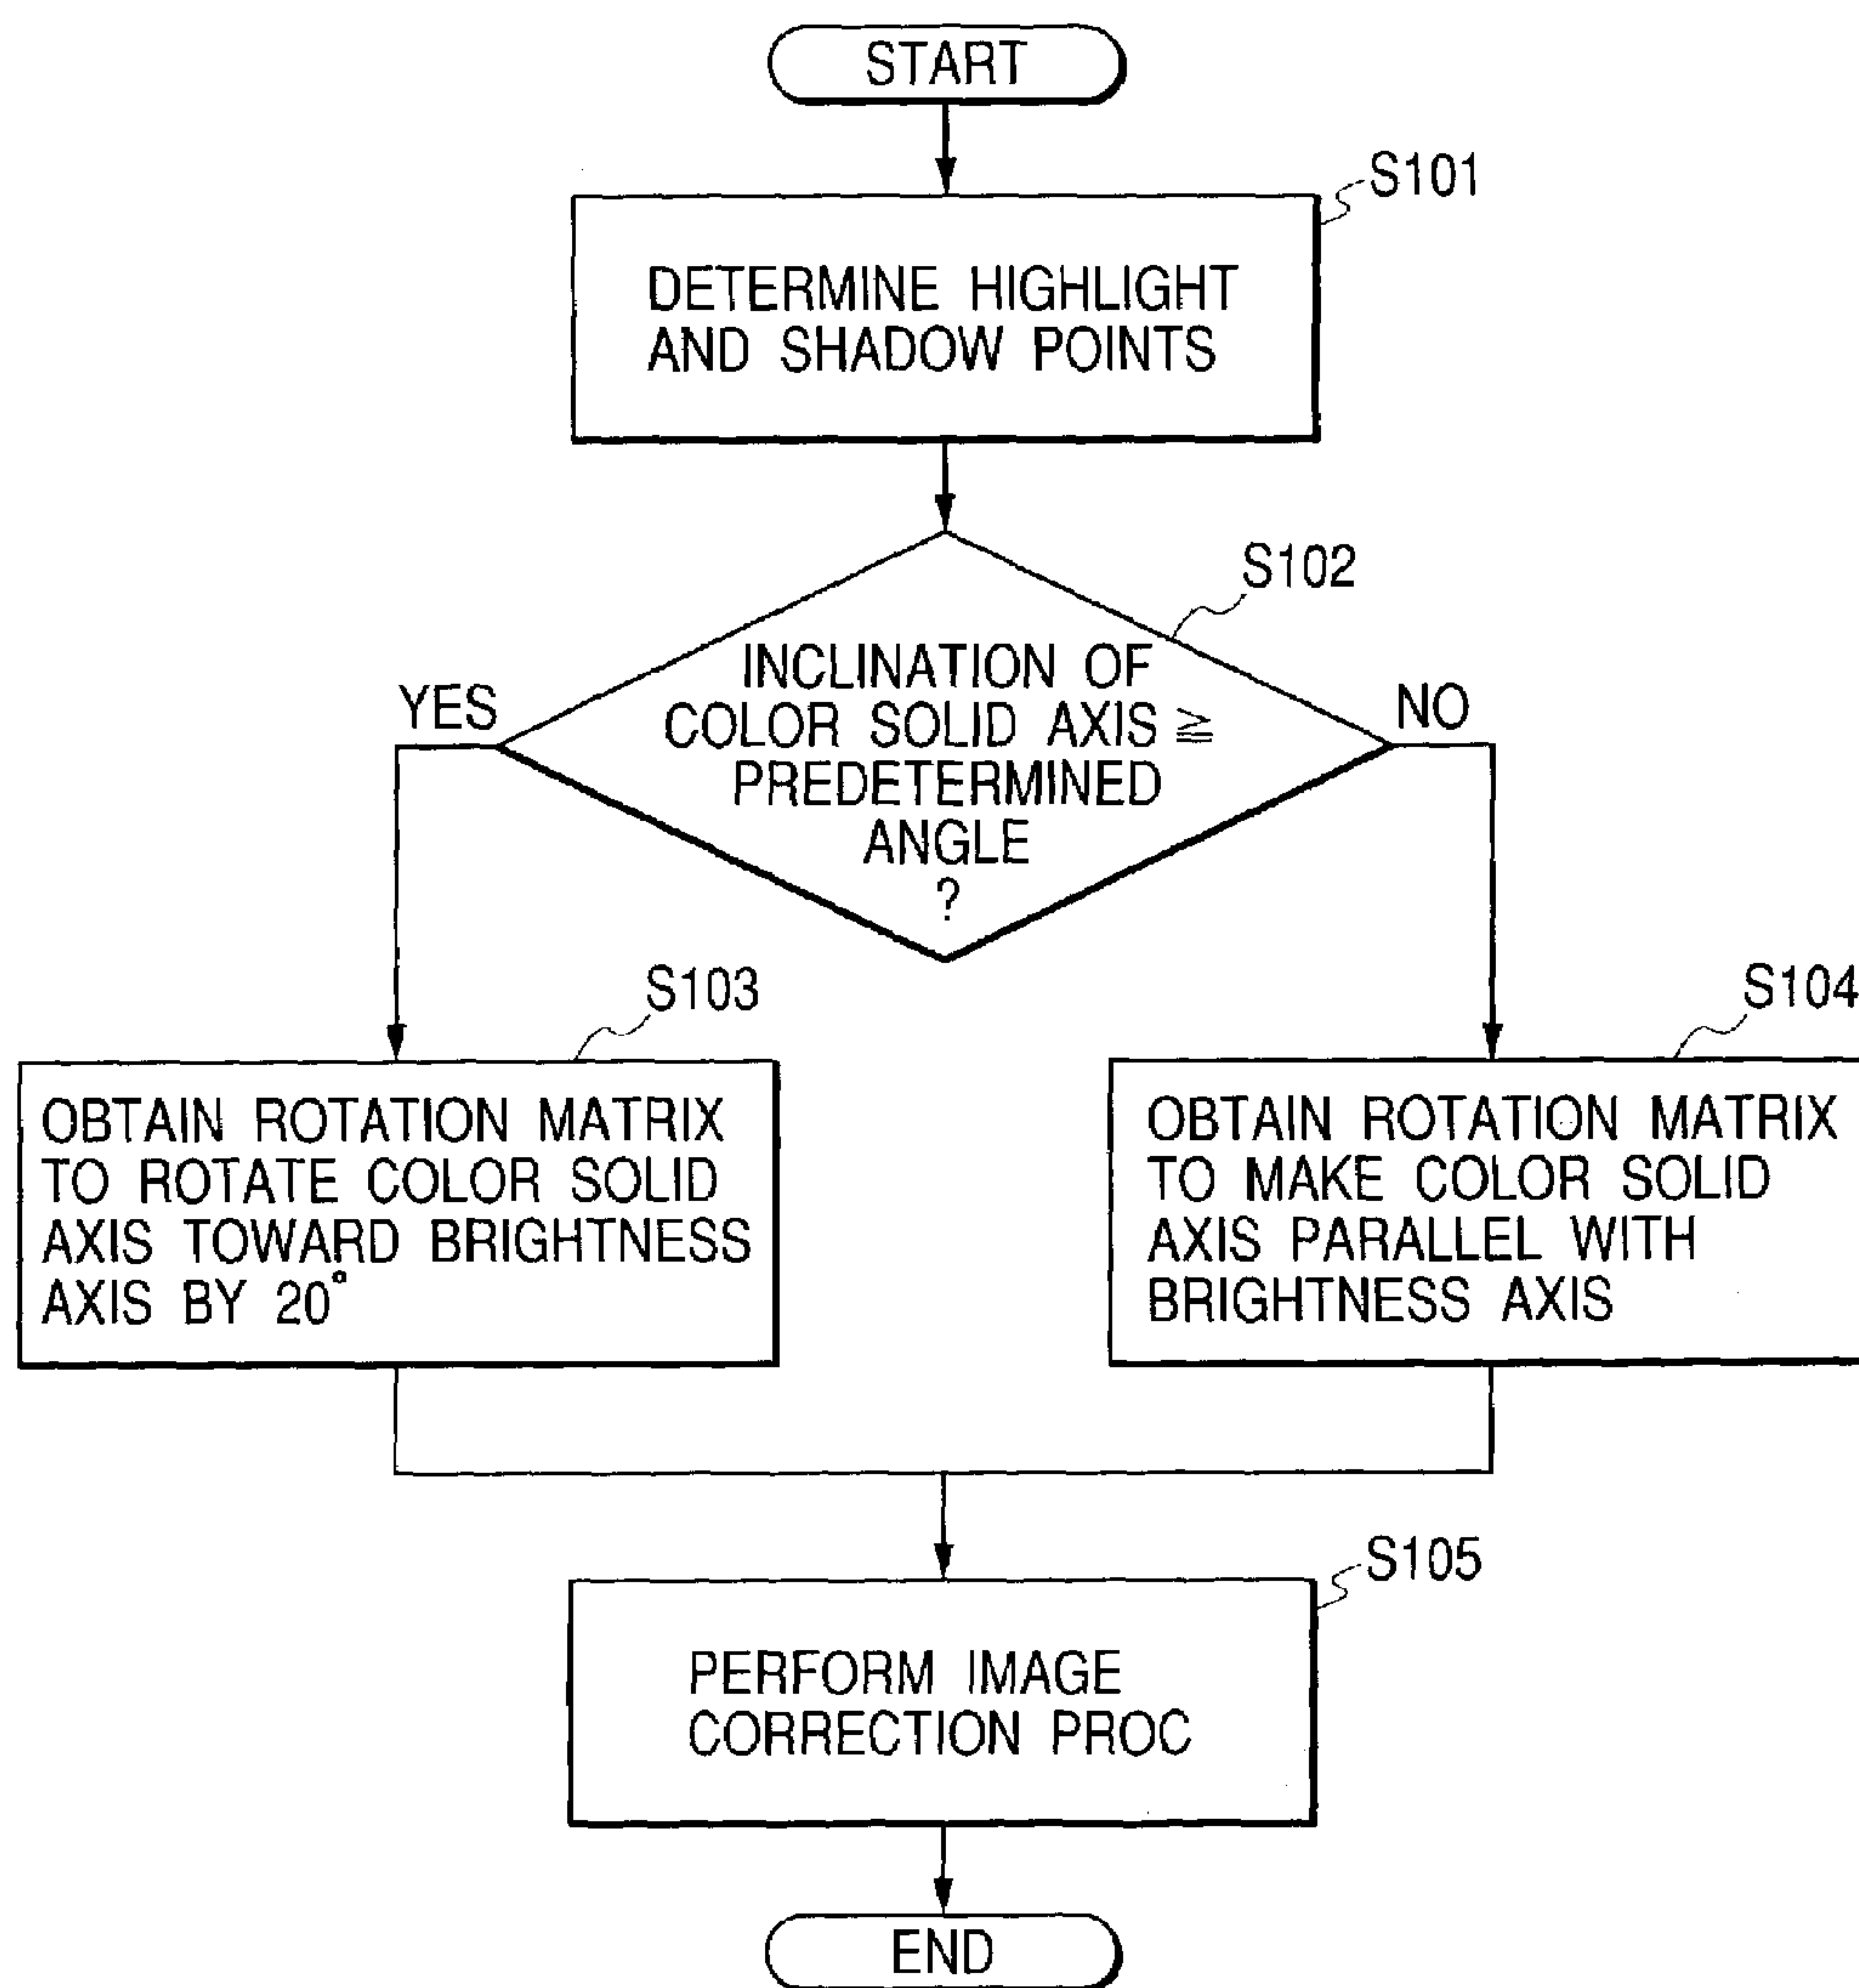 START
S101
DETERMINE HIGHLIGHT
AND SHADOW POINTS
S102
INCLINATION OF
COLOR SOLID AXIS ≧
PREDETERMINED
ANGLE
?
YES
NO
S103
OBTAIN ROTATION MATRIX
TO ROTATE COLOR SOLID
AXIS TOWARD BRIGHTNESS
AXIS BY 20°
S104
OBTAIN ROTATION MATRIX
TO MAKE COLOR SOLID
AXIS PARALLEL WITH
BRIGHTNESS AXIS
S105
PERFORM IMAGE
CORRECTION PROC
END